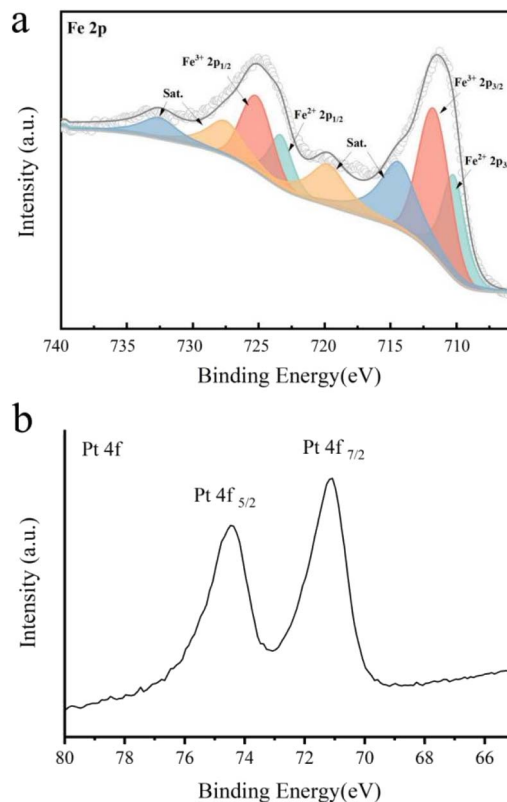 a
Fe 2p
Fe³⁺ 2p₁/₂
Sat.
Fe²⁺ 2p₁/₂
Sat.
Fe³⁺ 2p₃/₂
Fe²⁺ 2p₃
Intensity (a.u.)
740 735 730 725 720 715 710
Binding Energy(eV)
b
Pt 4f
Pt 4f ₅/₂
Pt 4f ₇/₂
Intensity (a.u.)
80 78 76 74 72 70 68 66
Binding Energy(eV)